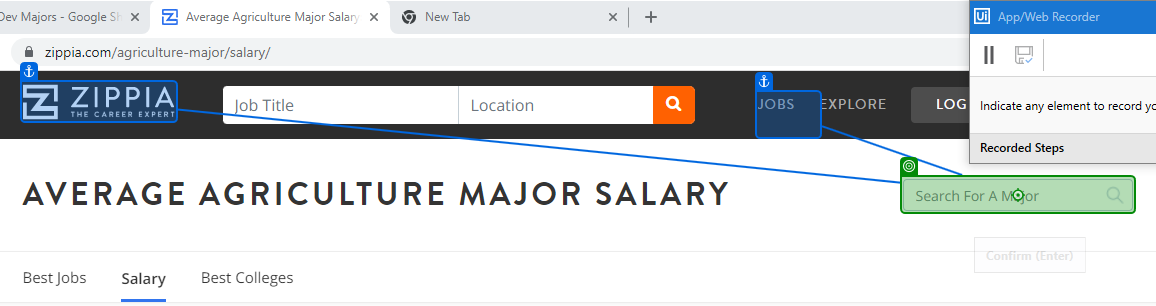 Dev Majors - Google Sh
Average Agriculture Major Salary
New Tab
Ui App/Web Recorder
zippia.com/agriculture-major/salary/
ZIPPIA
THE CAREER EXPERT
Job Title
Location
JOBS
EXPLORE
LOG
Indicate any element to record yo
Recorded Steps
AVERAGE AGRICULTURE MAJOR SALARY
Search For A Major
Confirm (Enter)
Best Jobs
Salary
Best Colleges